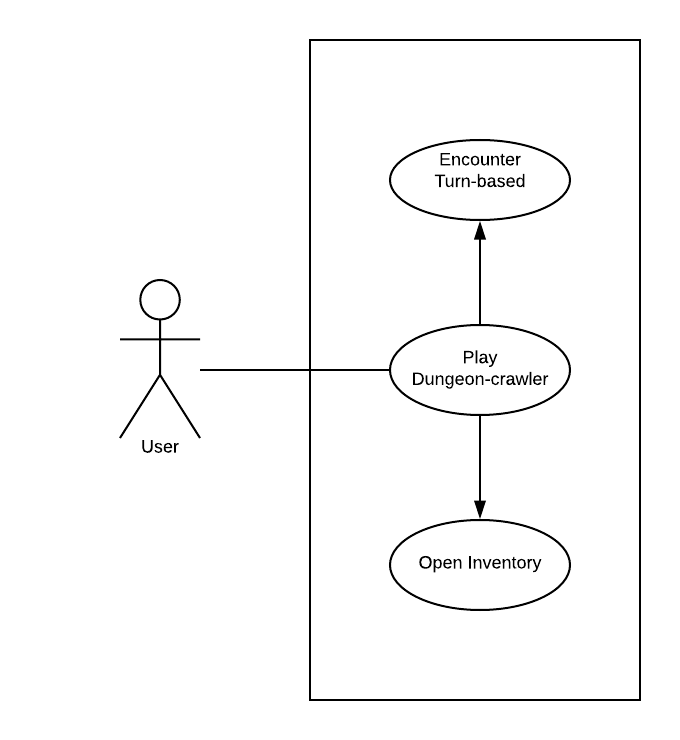 Encounter
Turn-based
Play
Dungeon-crawler
User
Open Inventory